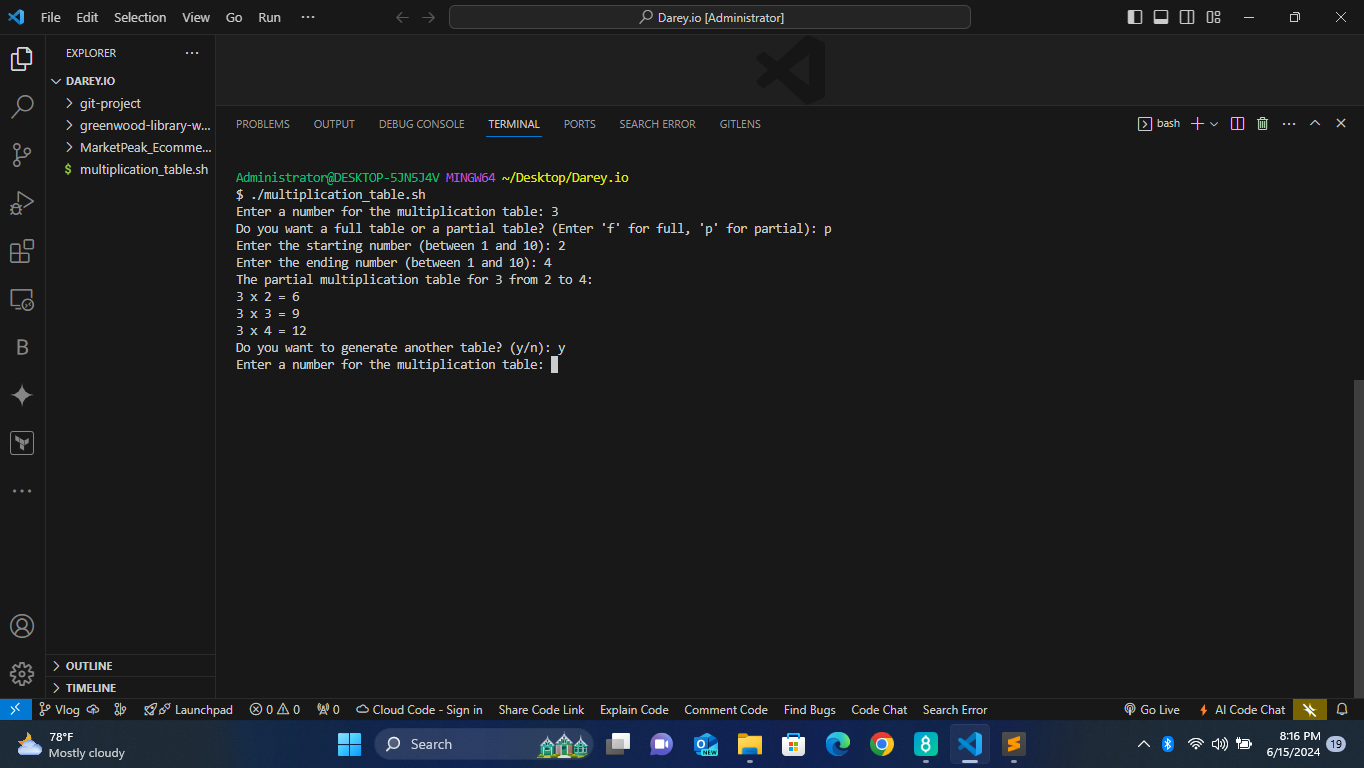 File Edit Selection View Go Run ···
Darey.io [Administrator]
EXPLORER ···
DAREY.IO
git-project
greenwood-library-w...
MarketPeak_Ecomme...
$ multiplication_table.sh
OUTLINE
TIMELINE
PROBLEMS OUTPUT DEBUG CONSOLE TERMINAL PORTS SEARCH ERROR GITLENS
bash
Administrator@DESKTOP-5JN5J4V MINGW64 ~/Desktop/Darey.io
$ ./multiplication_table.sh
Enter a number for the multiplication table: 3
Do you want a full table or a partial table? (Enter 'f' for full, 'p' for partial): p
Enter the starting number (between 1 and 10): 2
Enter the ending number (between 1 and 10): 4
The partial multiplication table for 3 from 2 to 4:
3 x 2 = 6
3 x 3 = 9
3 x 4 = 12
Do you want to generate another table? (y/n): y
Enter a number for the multiplication table:
Vlog Launchpad 0 0 0 Cloud Code - Sign in Share Code Link Explain Code Comment Code Find Bugs Code Chat Search Error Go Live AI Code Chat
78°F
Mostly cloudy
Search
8:16 PM
6/15/2024
19